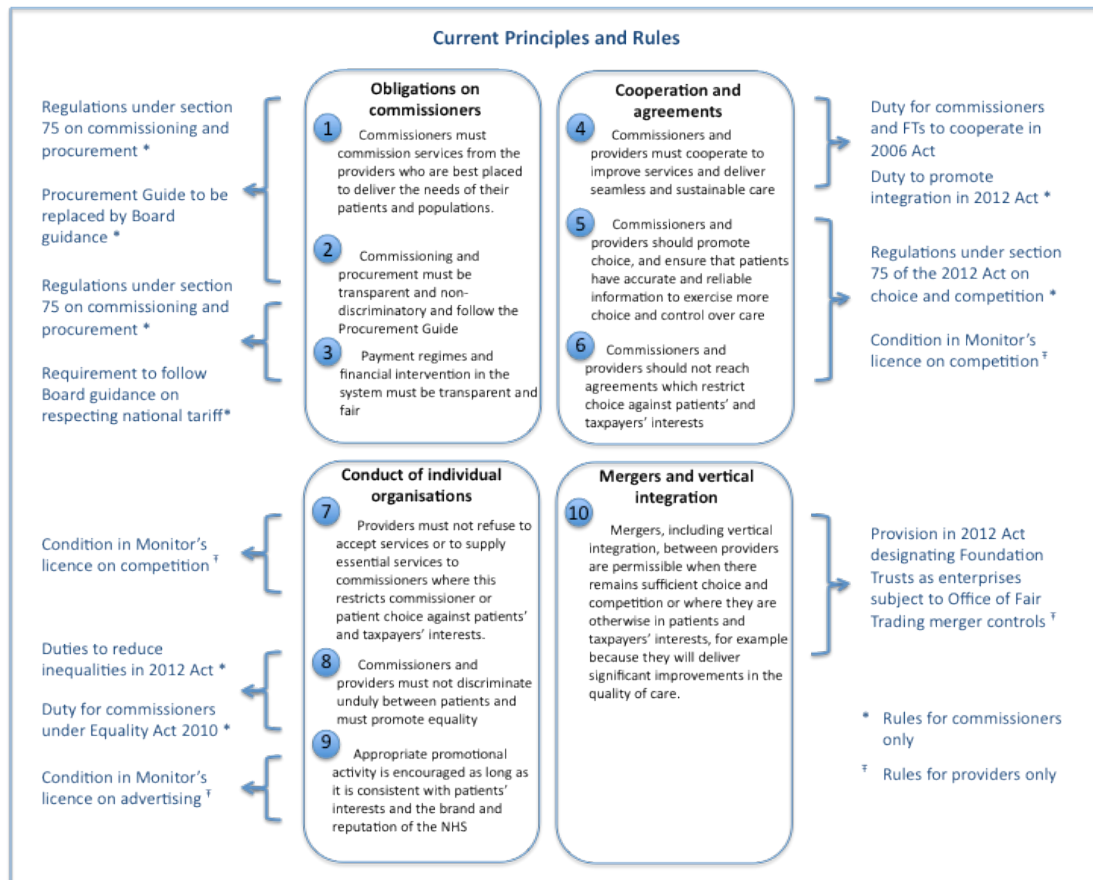 Current Principles and Rules
Regulations under section
75 on commissioning and
procurement *
Procurement Guide to be
replaced by Board
guidance *
Regulations under section
75 on commissioning and
procurement *
Requirement to follow
Board guidance on
respecting national tariff*
Obligations on
commissioners
1
Commissioners must
commission services from the
providers who are best placed
to deliver the needs of their
patients and populations.
2
Commissioning and
procurement must be
transparent and non-
discriminatory and follow the
Procurement Guide
3
Payment regimes and
financial intervention in the
system must be transparent and
fair
Cooperation and
agreements
4
Commissioners and
providers must cooperate to
improve services and deliver
seamless and sustainable care
5
Commissioners and
providers should promote
choice, and ensure that patients
have accurate and reliable
information to exercise more
choice and control over care
6
Commissioners and
providers should not reach
agreements which restrict
choice against patients' and
taxpayers' interests
Duty for commissioners
and FTs to cooperate in
2006 Act
Duty to promote
integration in 2012 Act *
Regulations under section
75 of the 2012 Act on
choice and competition *
Condition in Monitor's
licence on competition Ŧ
Condition in Monitor's
licence on competition Ŧ
Duties to reduce
inequalities in 2012 Act *
Duty for commissioners
under Equality Act 2010 *
Condition in Monitor's
licence on advertising Ŧ
Conduct of individual
organisations
7
Providers must not refuse to
accept services or to supply
essential services to
commissioners where this
restricts commissioner or
patient choice against patients'
and taxpayers' interests.
8
Commissioners and
providers must not discriminate
unduly between patients and
must promote equality
9
Appropriate promotional
activity is encouraged as long as
it is consistent with patients'
interests and the brand and
reputation of the NHS
Mergers and vertical
integration
10
Mergers, including vertical
integration, between providers
are permissible when there
remains sufficient choice and
competition or where they are
otherwise in patients and
taxpayers' interests, for example
because they will deliver
significant improvements in the
quality of care.
Provision in 2012 Act
designating Foundation
Trusts as enterprises
subject to Office of Fair
Trading merger controls Ŧ
* Rules for commissioners
only
Ŧ Rules for providers only